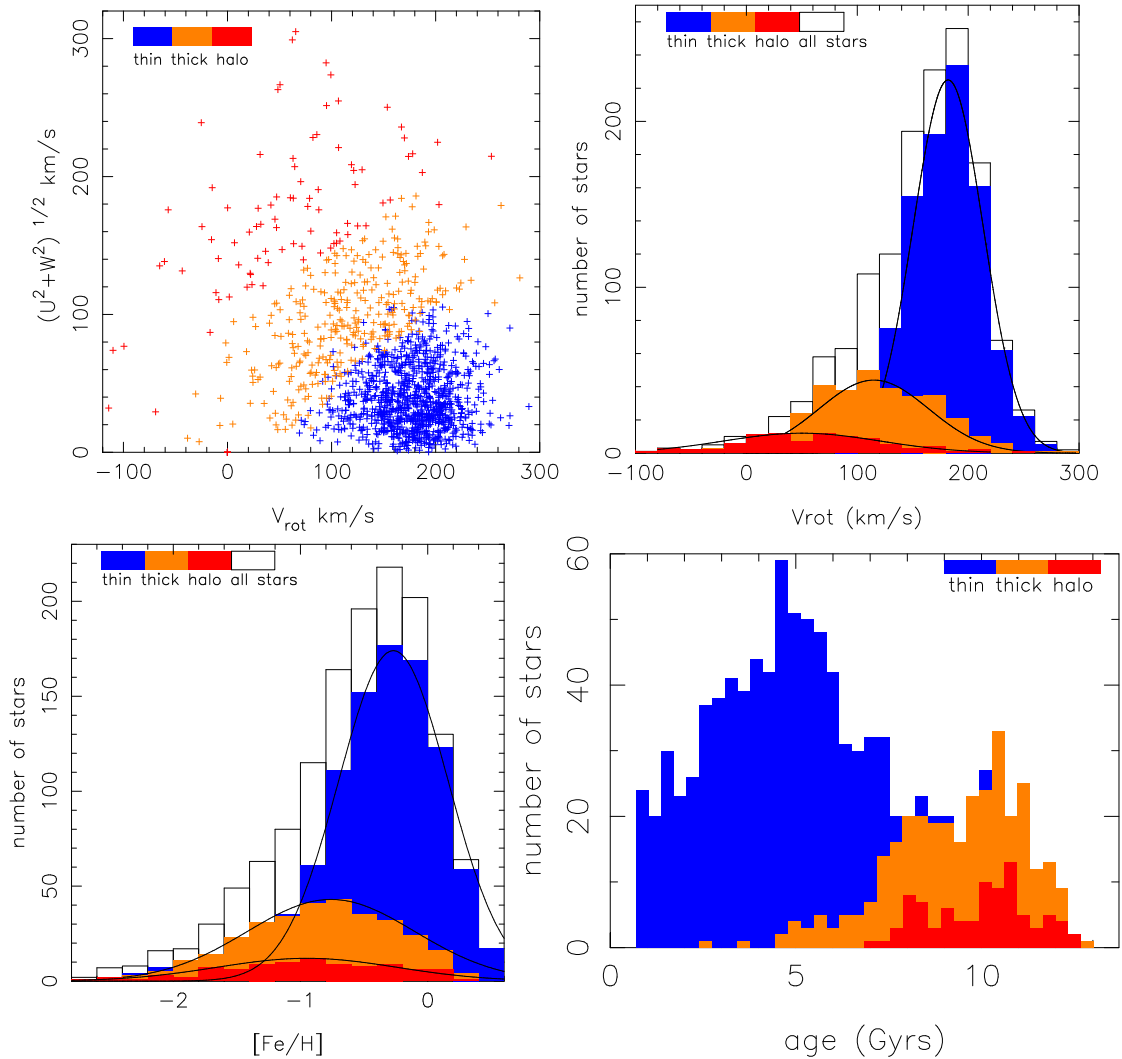 thin thick halo
(U²+W²) 1/2 km/s
0 100 200 300
−100 0 100 200 300
V_rot km/s
thin thick halo all stars
number of stars
0 100 200
−100 0 100 200 300
Vrot (km/s)
thin thick halo all stars
number of stars
0 50 100 150 200
−2 −1 0
[Fe/H]
thin thick halo
number of stars
0 20 40 60
0 5 10
age (Gyrs)